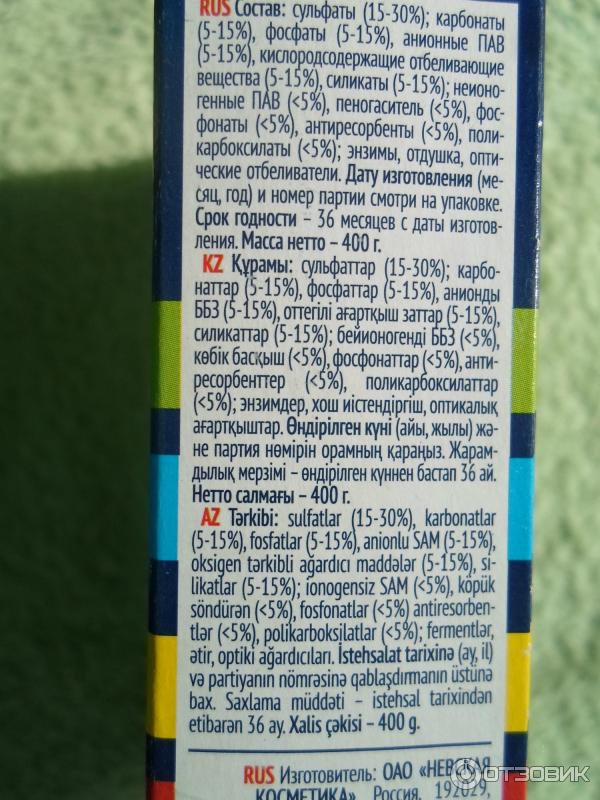 RUS Состав: сульфаты (15-30%); карбонаты
(5-15%), фосфаты (5-15%), анионные ПАВ
(5-15%), кислородсодержащие отбеливающие
вещества (5-15%), силикаты (5-15%); неионо-
генные ПАВ (<5%), пеногаситель (<5%), фос-
фонаты (<5%), антиресорбенты (<5%), поли-
карбоксилаты (<5%); энзимы, отдушка, опти-
ческие отбеливатели. Дату изготовления (ме-
сяц, год) и номер партии смотри на упаковке.
Срок годности – 36 месяцев с даты изготов-
ления. Масса нетто – 400 г.
KZ Құрамы: сульфаттар (15-30%); карбо-
наттар (5-15%), фосфаттар (5-15%), анионды
ББЗ (5-15%), оттегілі ағартқыш заттар (5-15%),
силикаттар (5-15%); бейионогенді ББЗ (<5%),
көбік басқыш (<5%), фосфонаттар (<5%), анти-
ресорбенттер (<5%), поликарбоксилаттар
(<5%); энзимдер, хош иістендіргіш, оптикалық
ағартқыштар. Өндірілген күні (айы, жылы) жә-
не партия нөмірін орамның қараңыз. Жарам-
дылық мерзімі – өндірілген күннен бастап 36 ай.
Нетто салмағы – 400 г.
AZ Tərkibi: sulfatlar (15-30%), karbonatlar
(5-15%), fosfatlar (5-15%), anionlu SAM (5-15%),
oksigen tərkibli ağardıcı maddələr (5-15%), si-
likatlar (5-15%); ionogensiz SAM (<5%), köpük
söndürən (<5%), fosfonatlar (<5%) antiresorben-
tlər (<5%), polikarboksilatlar (<5%); fermentlər,
ətir, optiki ağardıcıları. İstehsalat tarixinə (ay, il)
və partiyanın nömrəsinə qablaşdırmanın üstünə
bax. Saxlama müddəti – istehsal tarixindən
etibarən 36 ay. Xalis çəkisi – 400 g.
RUS Изготовитель: ОАО «НЕВСКАЯ
КОСМЕТИКА», Россия, 192029,
ОТЗОВИК